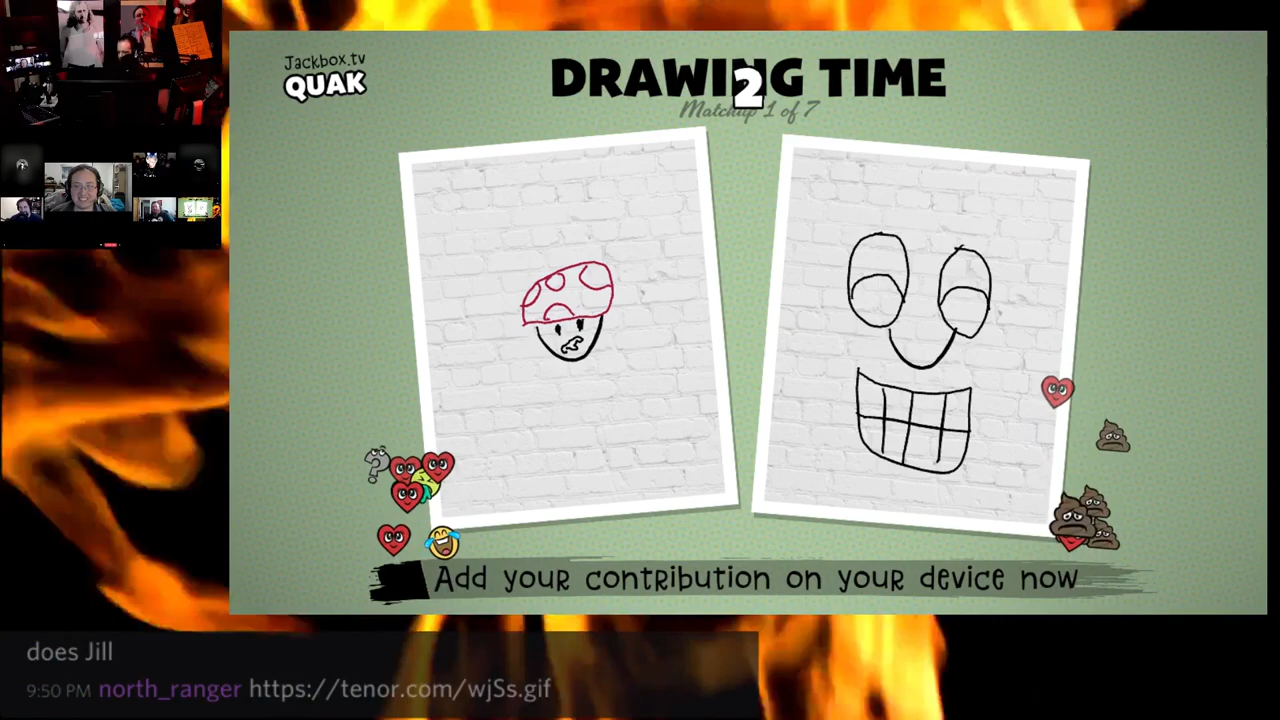 Jackbox.tv
QUAK
DRAWING TIME
2
Matchup 1 of 7
Add your contribution on your device now
does Jill
9:50 PM north_ranger https://tenor.com/wjSs.gif